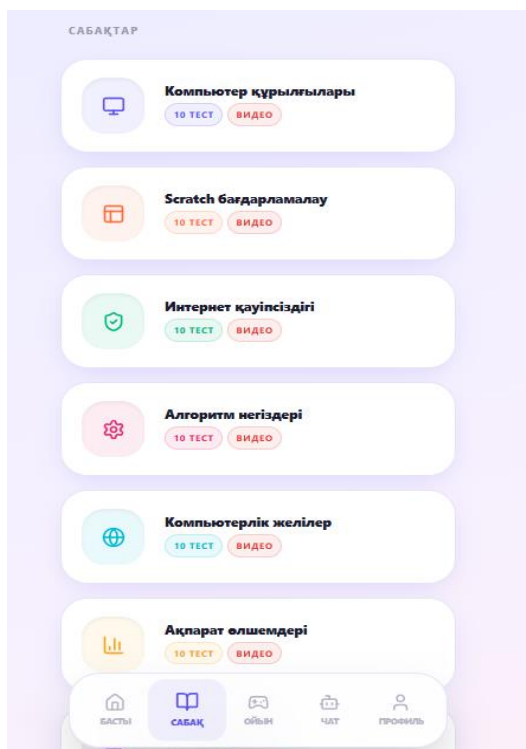 САБАҚТАР
Компьютер құрылғылары
10 ТЕСТ ВИДЕО
Scratch бағдарламалау
10 ТЕСТ ВИДЕО
Интернет қауіпсіздігі
10 ТЕСТ ВИДЕО
Алгоритм негіздері
10 ТЕСТ ВИДЕО
Компьютерлік желілер
10 ТЕСТ ВИДЕО
Ақпарат өлшемдері
10 ТЕСТ ВИДЕО
БАСТЫ САБАҚ ОЙЫН ЧАТ ПРОФИЛЬ